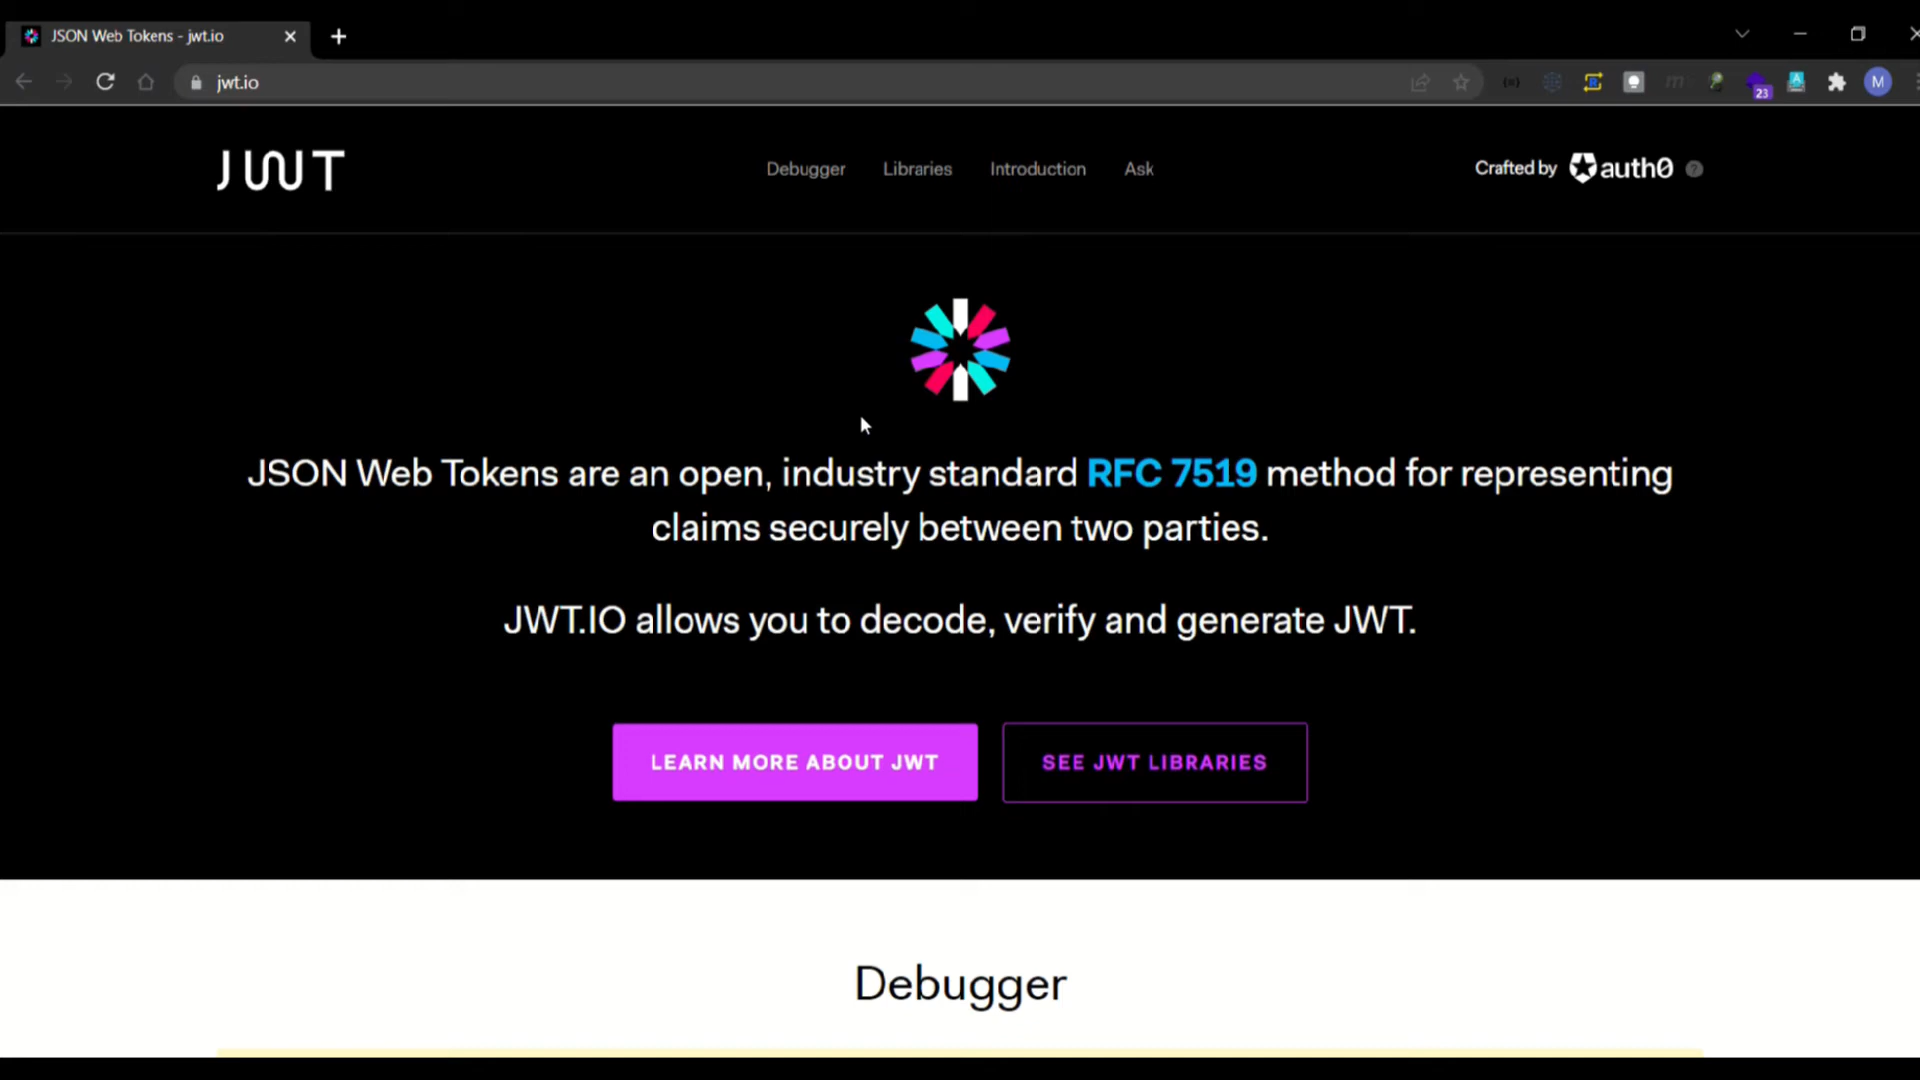 JSON Web Tokens - jwt.io
jwt.io
23
M
JWT
Debugger
Libraries
Introduction
Ask
Crafted by auth0 ?
JSON Web Tokens are an open, industry standard RFC 7519 method for representing
claims securely between two parties.
JWT.IO allows you to decode, verify and generate JWT.
LEARN MORE ABOUT JWT
SEE JWT LIBRARIES
Debugger